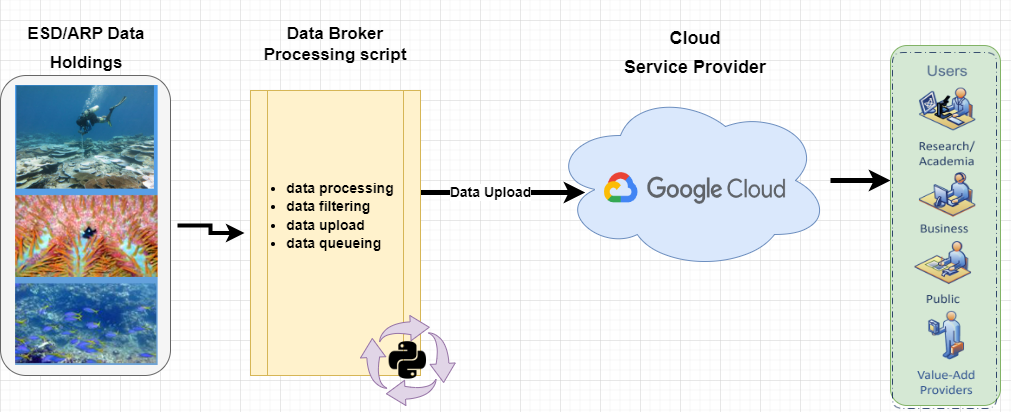 ESD/ARP Data
Holdings
Data Broker
Processing script
data processing
data filtering
data upload
data queueing
Data Upload
Cloud
Service Provider
Google Cloud
Users
Research/
Academia
Business
Public
Value-Add
Providers